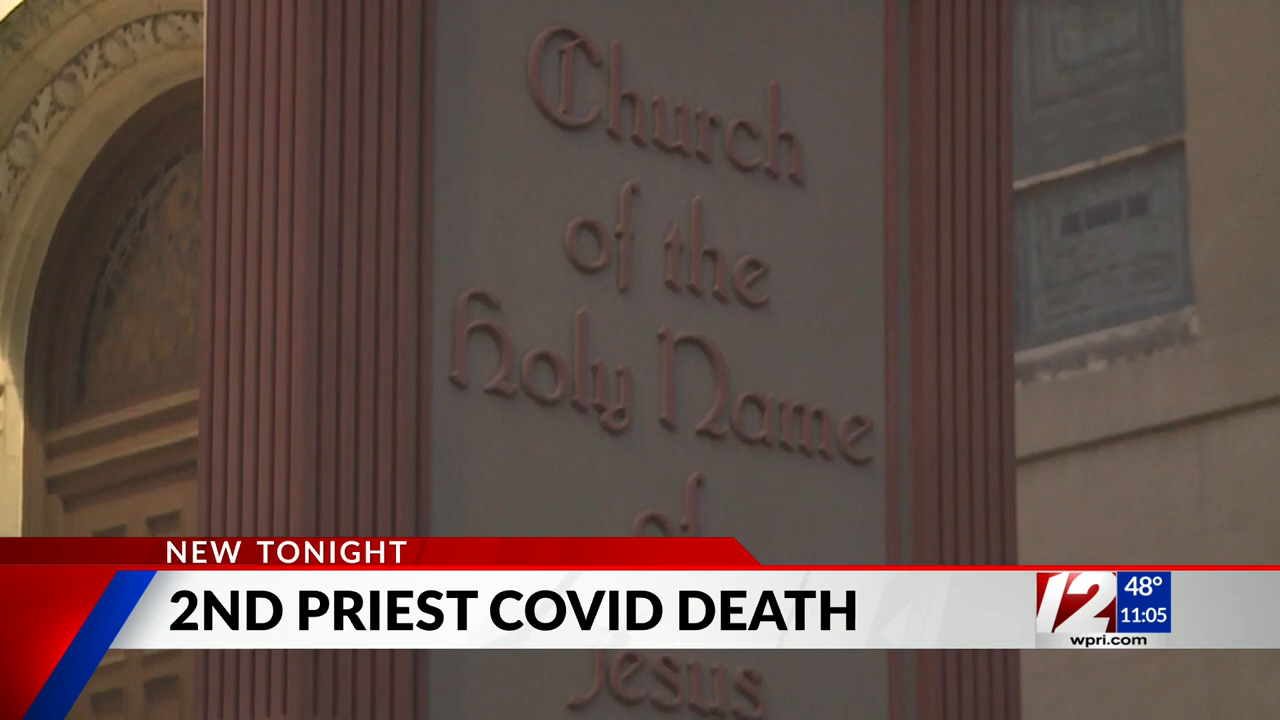 Church
of the
Holy Name
of
Jesus
NEW TONIGHT
2ND PRIEST COVID DEATH
12
48°
11:05
wpri.com